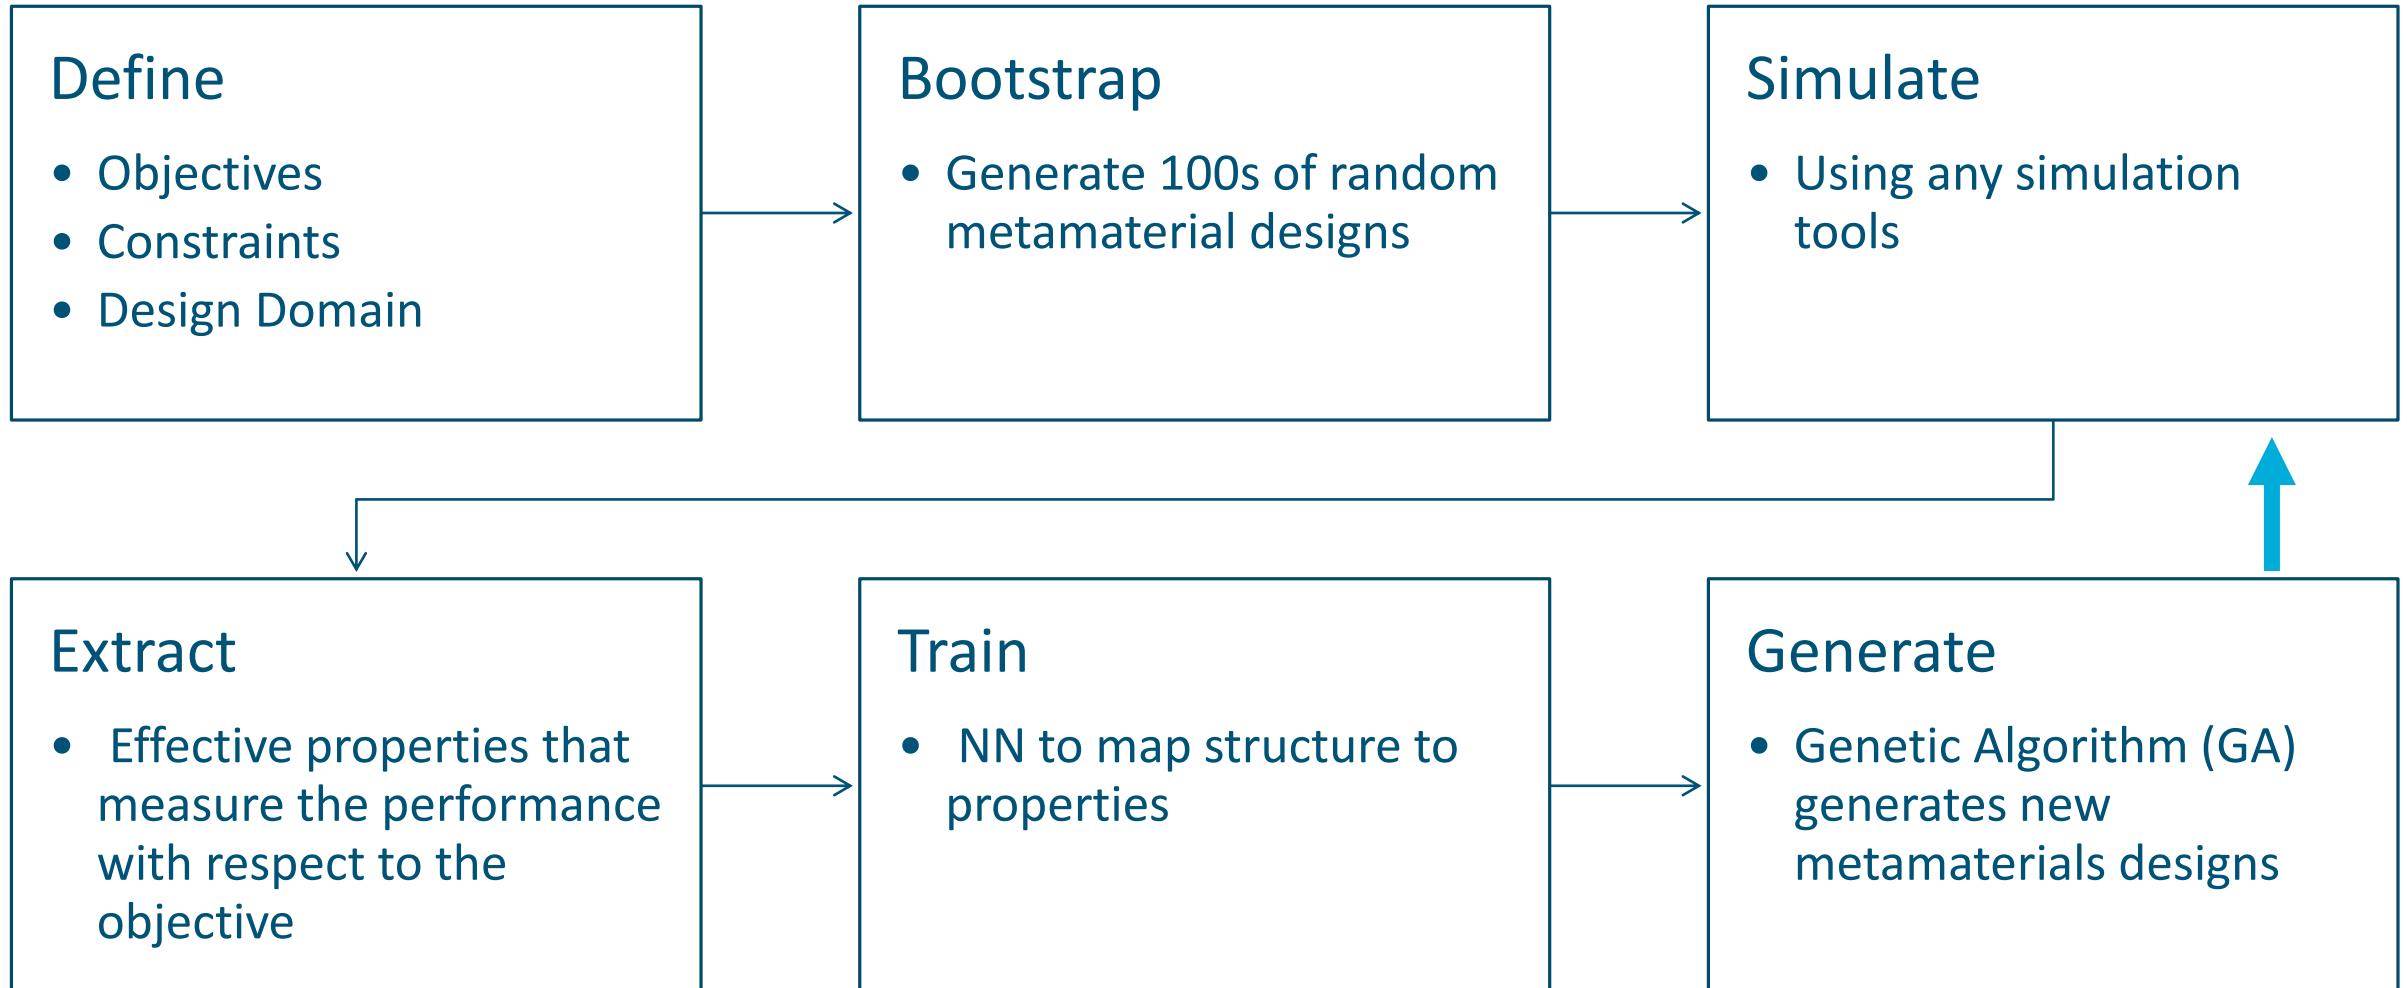 Define
• Objectives
• Constraints
• Design Domain
Bootstrap
• Generate 100s of random
metamaterial designs
Simulate
• Using any simulation
tools
Extract
• Effective properties that
measure the performance
with respect to the
objective
Train
• NN to map structure to
properties
Generate
• Genetic Algorithm (GA)
generates new
metamaterials designs